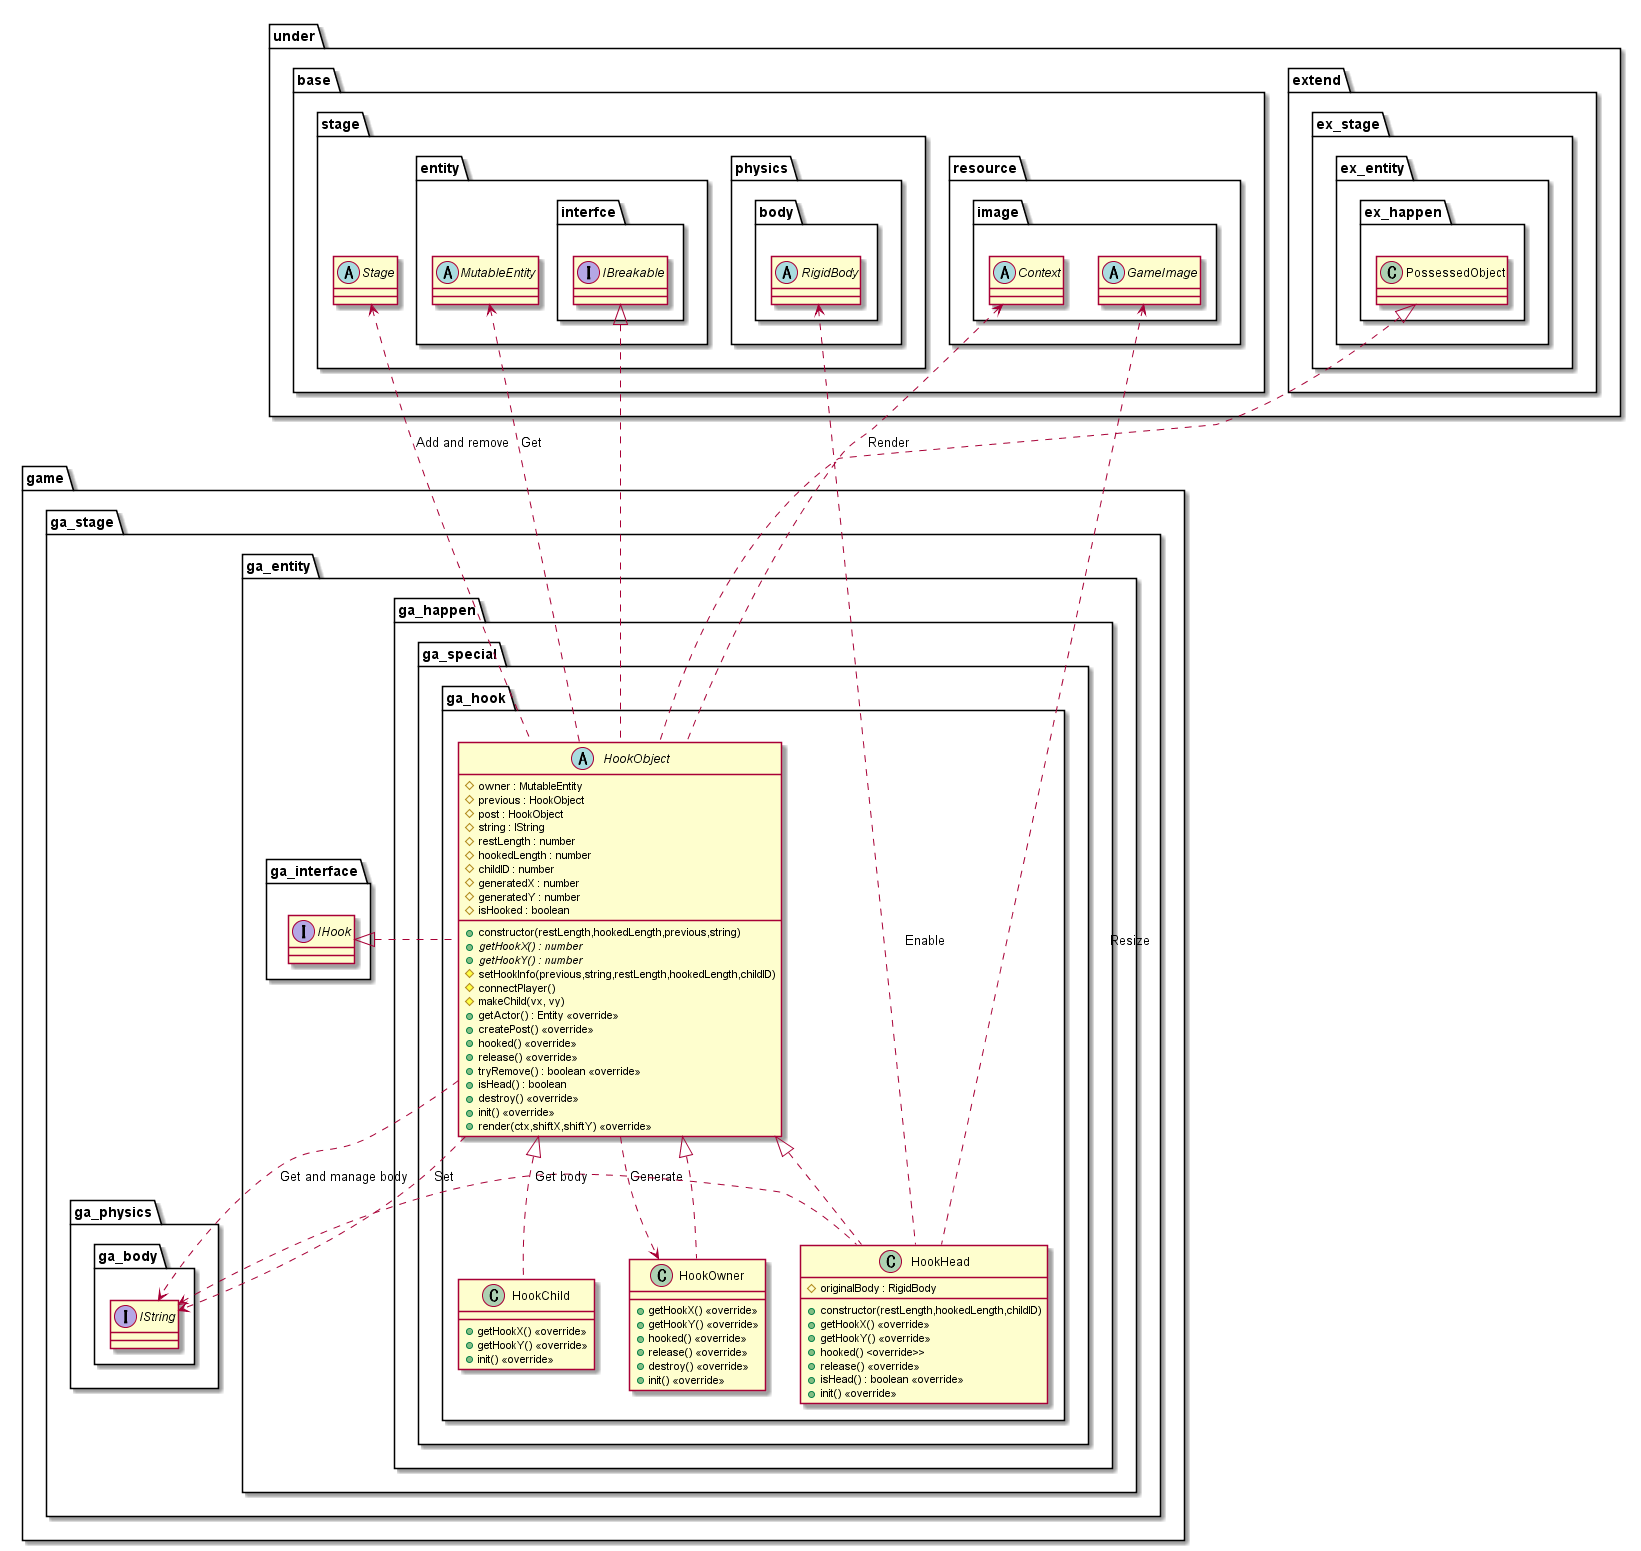 under
base
extend
stage
ex_stage
entity
physics
resource
ex_entity
interfce
body
image
ex_happen
A Stage
A MutableEntity
I IBreakable
A RigidBody
A Context
A GameImage
C PossessedObject
Add and remove
Get
Render
game
ga_stage
ga_entity
ga_happen
ga_special
ga_hook
A HookObject
owner : MutableEntity
previous : HookObject
post : HookObject
string : IString
restLength : number
hookedLength : number
childID : number
generatedX : number
generatedY : number
isHooked : boolean
constructor(restLength,hookedLength,previous,string)
getHookX() : number
getHookY() : number
setHookInfo(previous,string,restLength,hookedLength,childID)
connectPlayer()
makeChild(vx, vy)
getActor() : Entity «override»
createPost() «override»
hooked() «override»
release() «override»
tryRemove() : boolean «override»
isHead() : boolean
destroy() «override»
init() «override»
render(ctx,shiftX,shiftY) «override»
ga_interface
I IHook
Enable
Resize
Get and manage body
Set
Get body
Generate
ga_physics
ga_body
I IString
C HookChild
getHookX() «override»
getHookY() «override»
init() «override»
C HookOwner
getHookX() «override»
getHookY() «override»
hooked() «override»
release() «override»
destroy() «override»
init() «override»
C HookHead
originalBody : RigidBody
constructor(restLength,hookedLength,childID)
getHookX() «override»
getHookY() «override»
hooked() <override>>
release() «override»
isHead() : boolean «override»
init() «override»